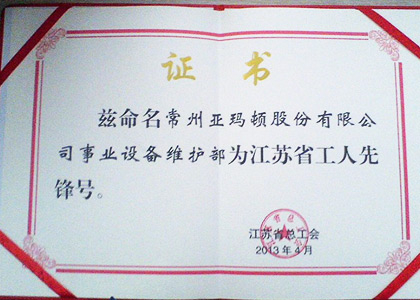 证书
兹命名常州亚玛顿股份有限公
司事业设备维护部为江苏省工人先
锋号。
江苏省总工会
2013年4月